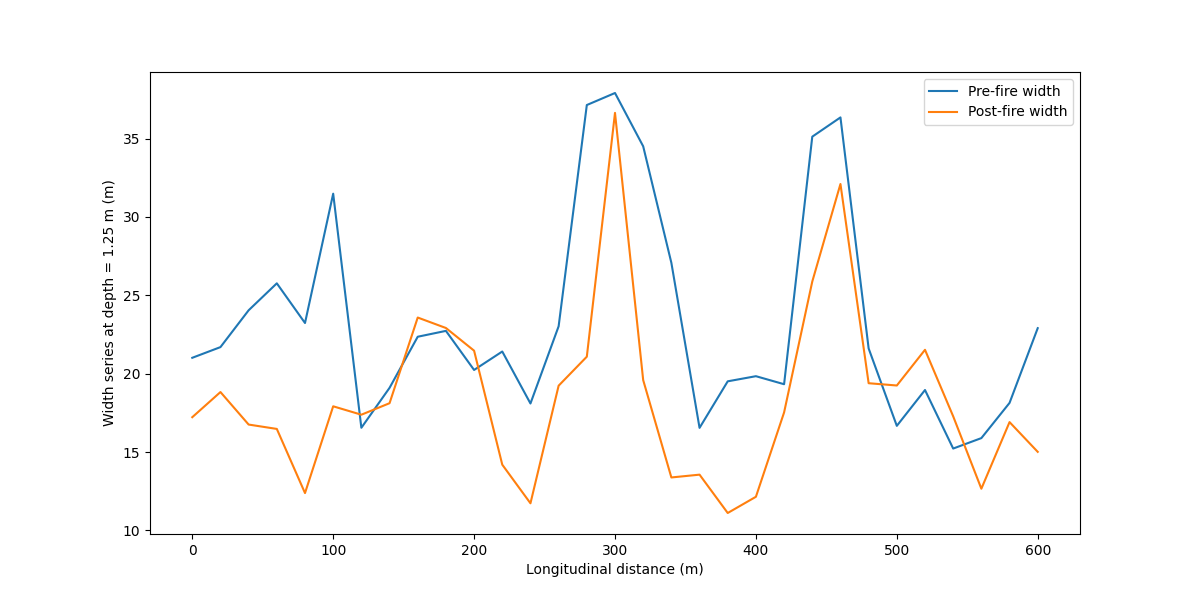 Pre-fire width
Post-fire width
35
30
25
20
15
10
Width series at depth = 1.25 m (m)
0 100 200 300 400 500 600
Longitudinal distance (m)